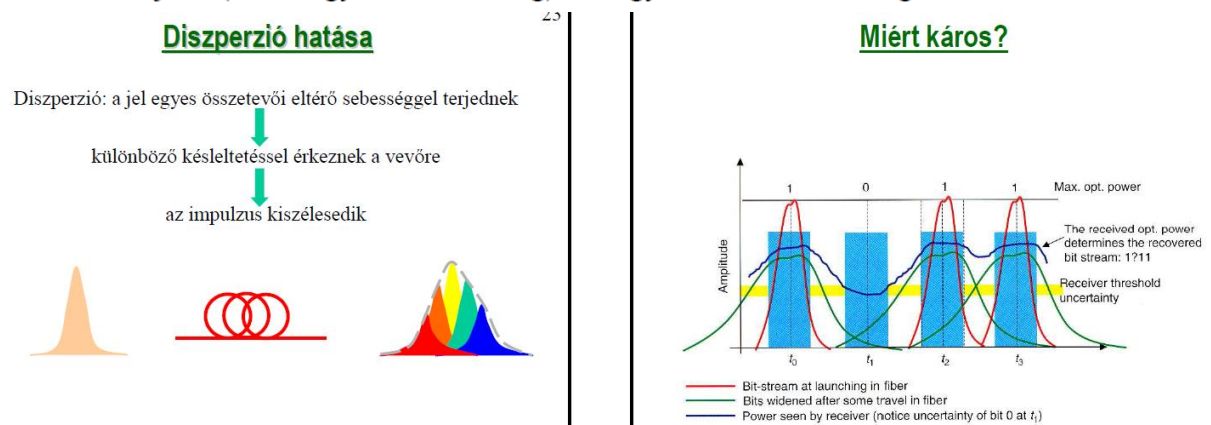 23
Diszperzió hatása
Diszperzió: a jel egyes összetevői eltérő sebességgel terjednek
különböző késleltetéssel érkeznek a vevőre
az impulzus kiszélesedik
Miért káros?
1 0 1 1 Max. opt. power
Amplitude
The received opt. power
determines the recovered
bit stream: 1?11
Receiver threshold
uncertainty
t0 t1 t2 t3
Bit-stream at launching in fiber
Bits widened after some travel in fiber
Power seen by receiver (notice uncertainty of bit 0 at t1)